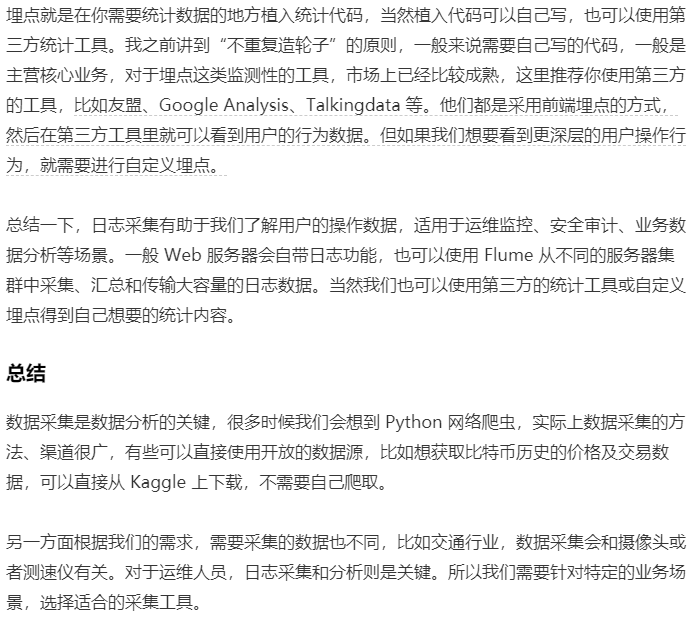 埋点就是在你需要统计数据的地方植入统计代码，当然植入代码可以自己写，也可以使用第
三方统计工具。我之前讲到“不重复造轮子”的原则，一般来说需要自己写的代码，一般是
主营核心业务，对于埋点这类监测性的工具，市场上已经比较成熟，这里推荐你使用第三方
的工具，比如友盟、Google Analysis、Talkingdata 等。他们都是采用前端埋点的方式，
然后在第三方工具里就可以看到用户的行为数据。但如果我们想要看到更深层的用户操作行
为，就需要进行自定义埋点。
总结一下，日志采集有助于我们了解用户的操作数据，适用于运维监控、安全审计、业务数
据分析等场景。一般 Web 服务器会自带日志功能，也可以使用 Flume 从不同的服务器集
群中采集、汇总和传输大容量的日志数据。当然我们也可以使用第三方的统计工具或自定义
埋点得到自己想要的统计内容。
总结
数据采集是数据分析的关键，很多时候我们会想到 Python 网络爬虫，实际上数据采集的方
法、渠道很广，有些可以直接使用开放的数据源，比如想获取比特币历史的价格及交易数
据，可以直接从 Kaggle 上下载，不需要自己爬取。
另一方面根据我们的需求，需要采集的数据也不同，比如交通行业，数据采集会和摄像头或
者测速仪有关。对于运维人员，日志采集和分析则是关键。所以我们需要针对特定的业务场
景，选择适合的采集工具。